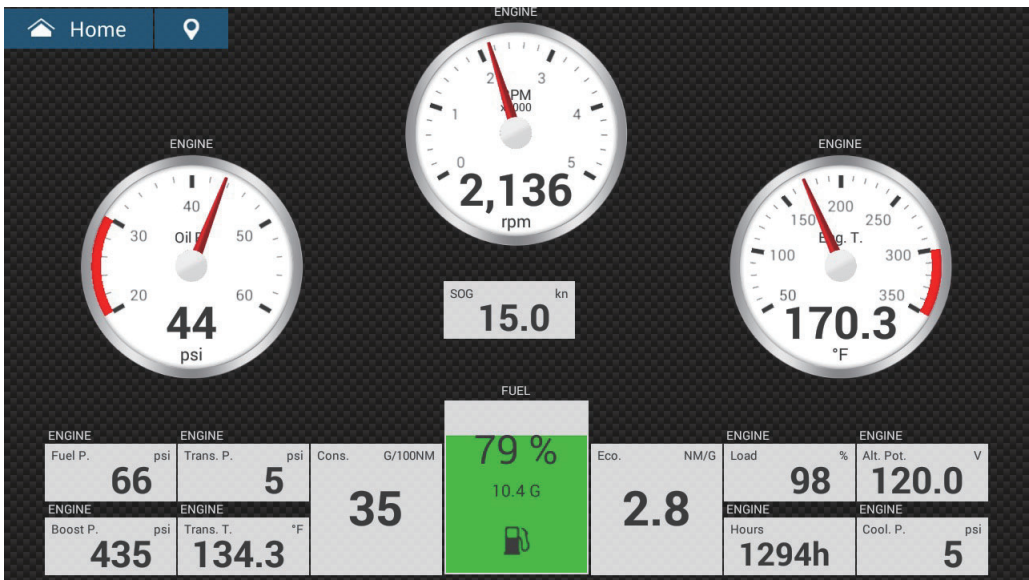 Home
ENGINE
0
1
2
3
4
5
RPM
x1000
2,136
rpm
ENGINE
20
30
40
50
60
Oil P.
44
psi
ENGINE
50
100
150
200
250
300
350
Eng. T.
170.3
°F
SOG kn
15.0
FUEL
79 %
10.4 G
ENGINE
Fuel P. psi
66
ENGINE
Trans. P. psi
5
ENGINE
Boost P. psi
435
ENGINE
Trans. T. °F
134.3
Cons. G/100NM
35
Eco. NM/G
2.8
ENGINE
Load %
98
ENGINE
Alt. Pot. V
120.0
ENGINE
Hours
1294h
ENGINE
Cool. P. psi
5